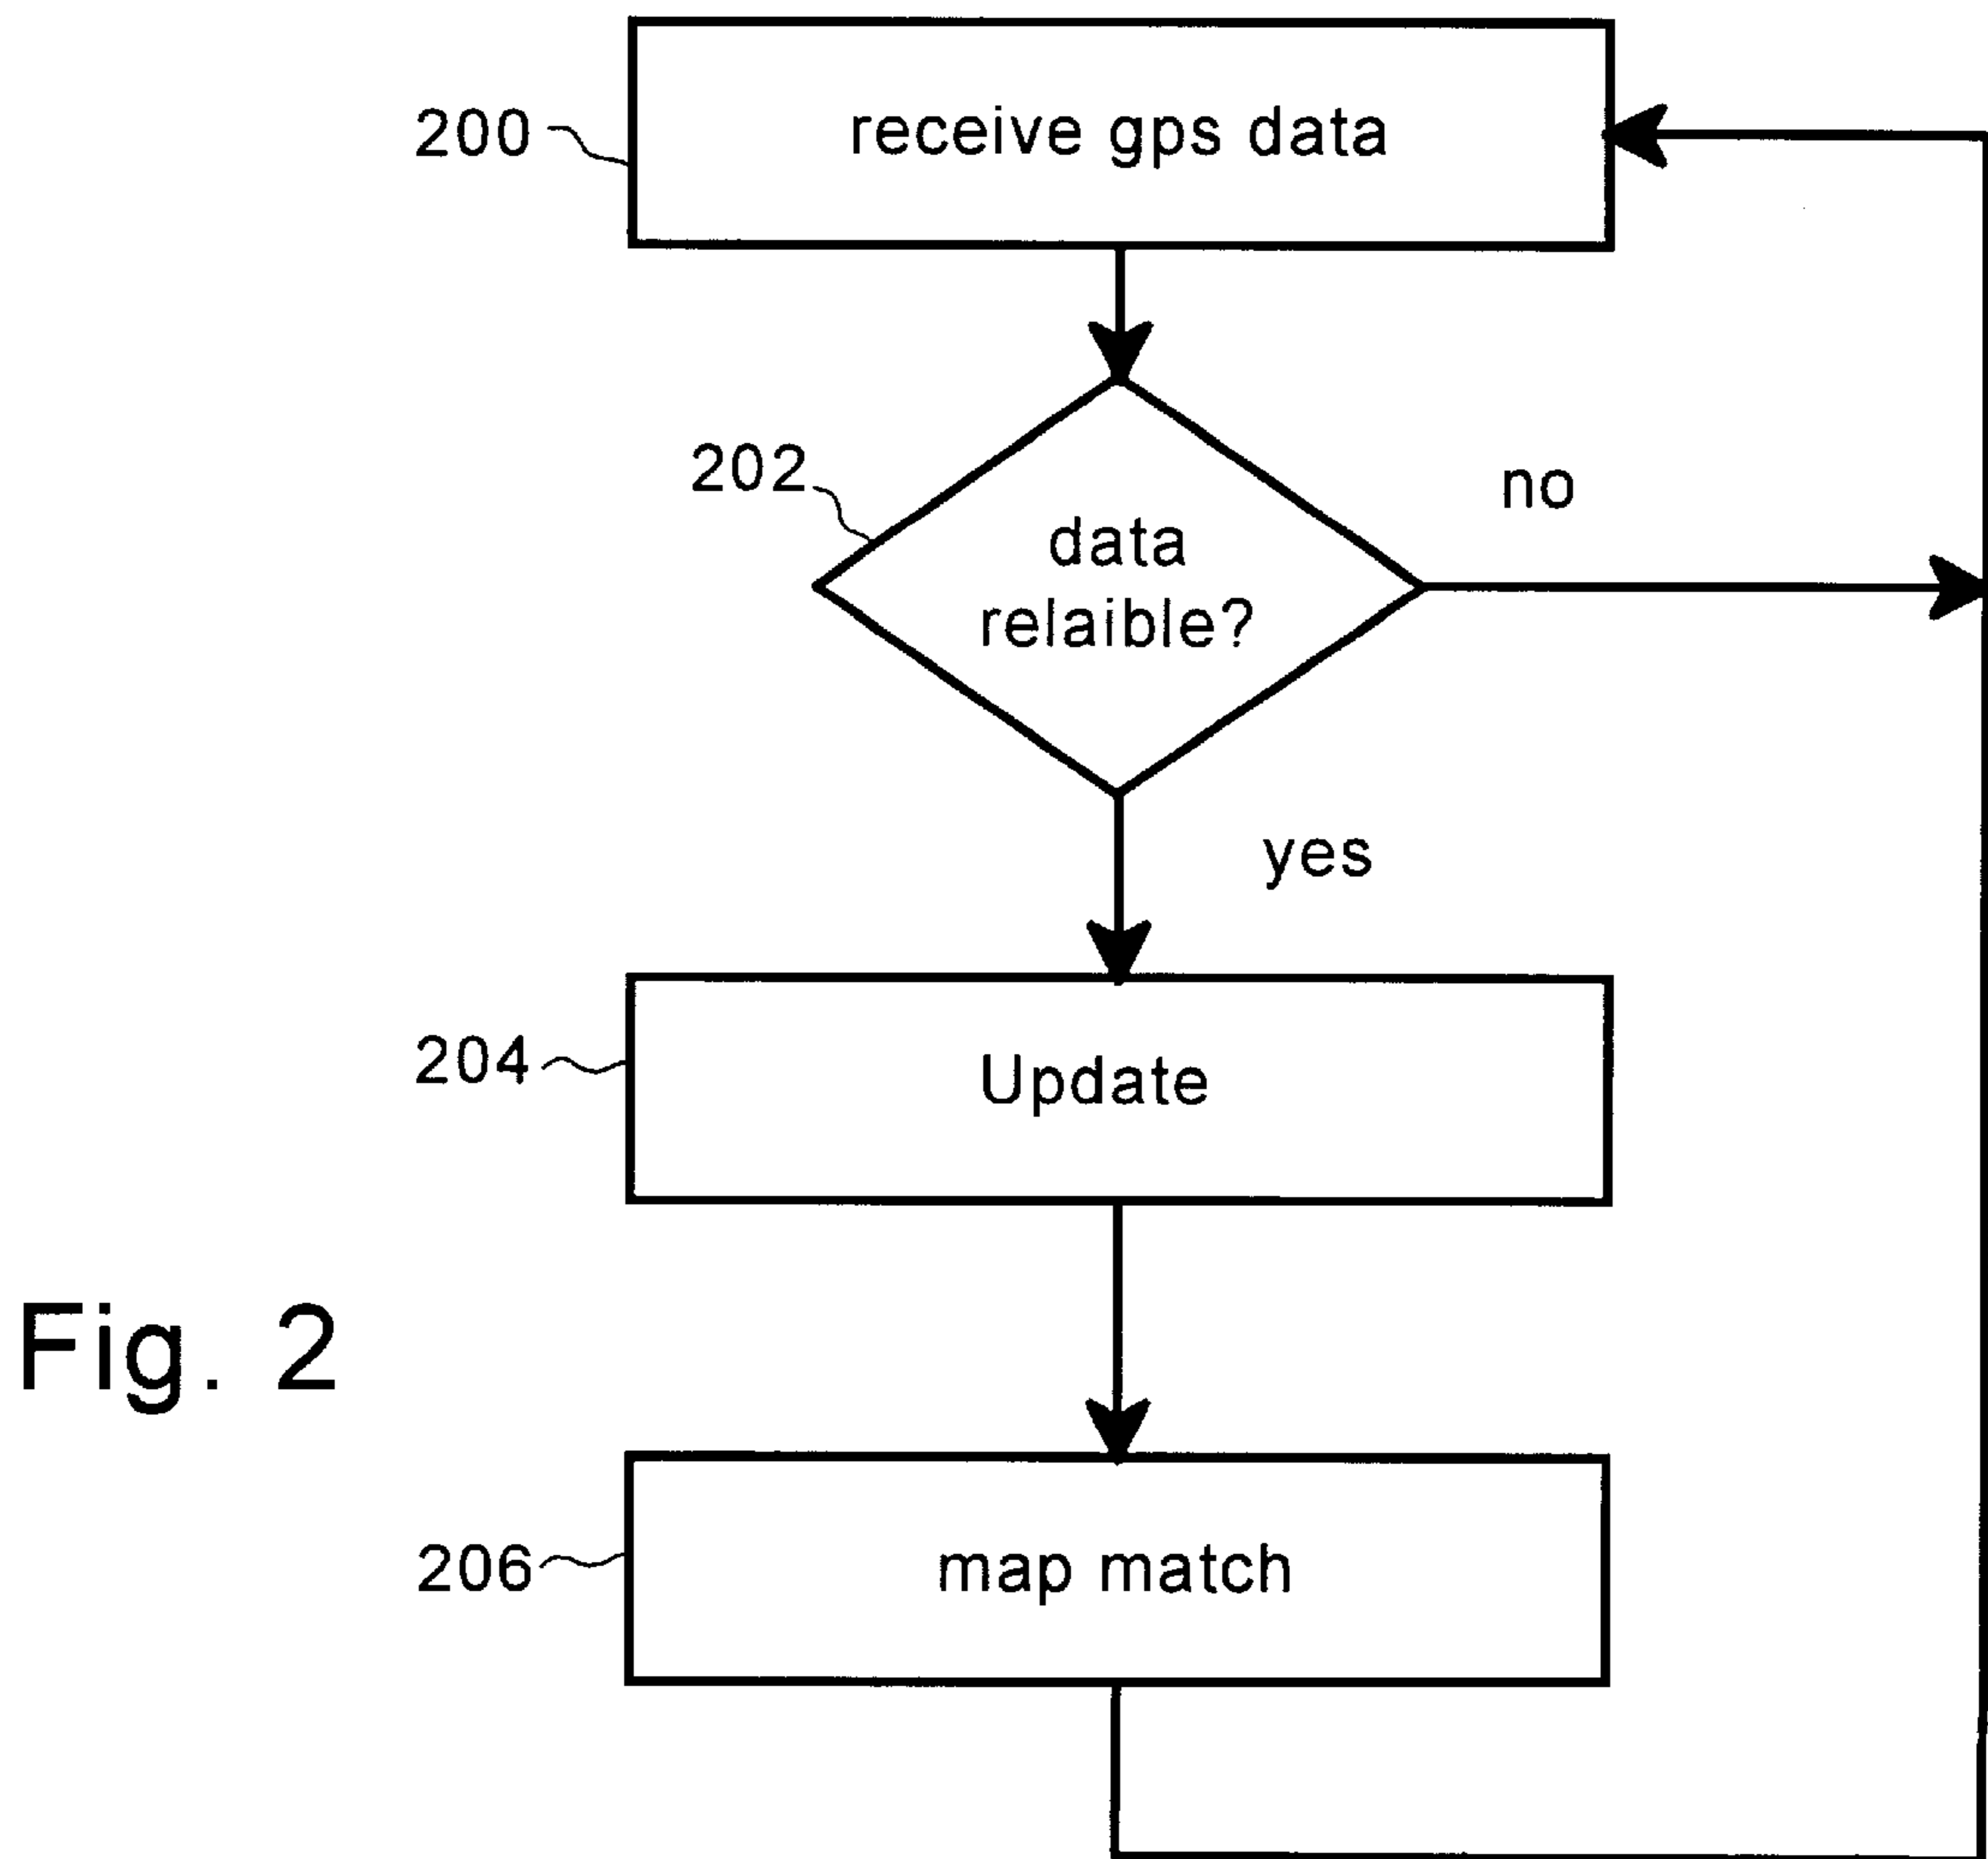 200
receive gps data
202
data
relaible?
no
yes
204
Update
Fig. 2
206
map match